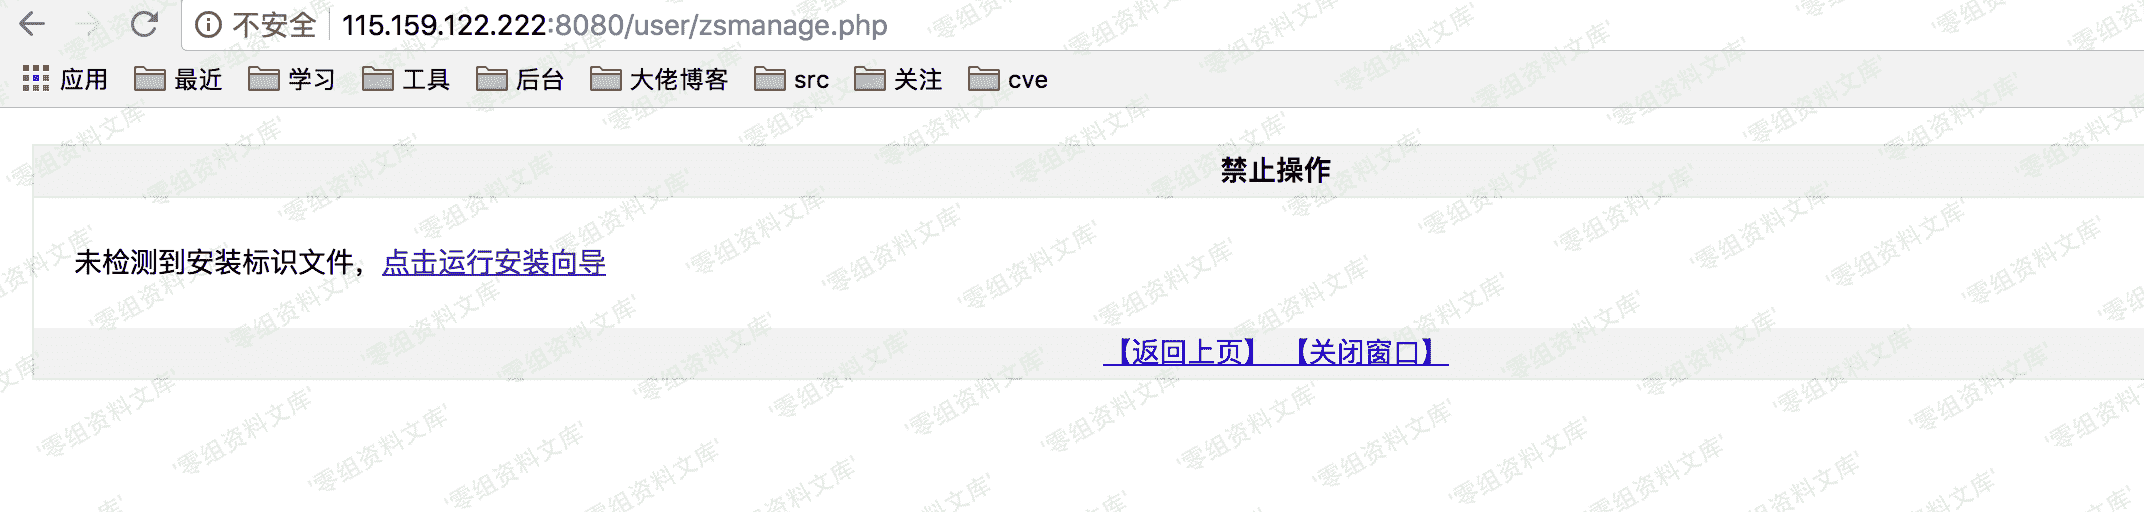 不安全 115.159.122.222:8080/user/zsmanage.php
应用 最近 学习 工具 后台 大佬博客 src 关注 cve
禁止操作
未检测到安装标识文件，点击运行安装向导
【返回上页】 【关闭窗口】
'零组资料文库'